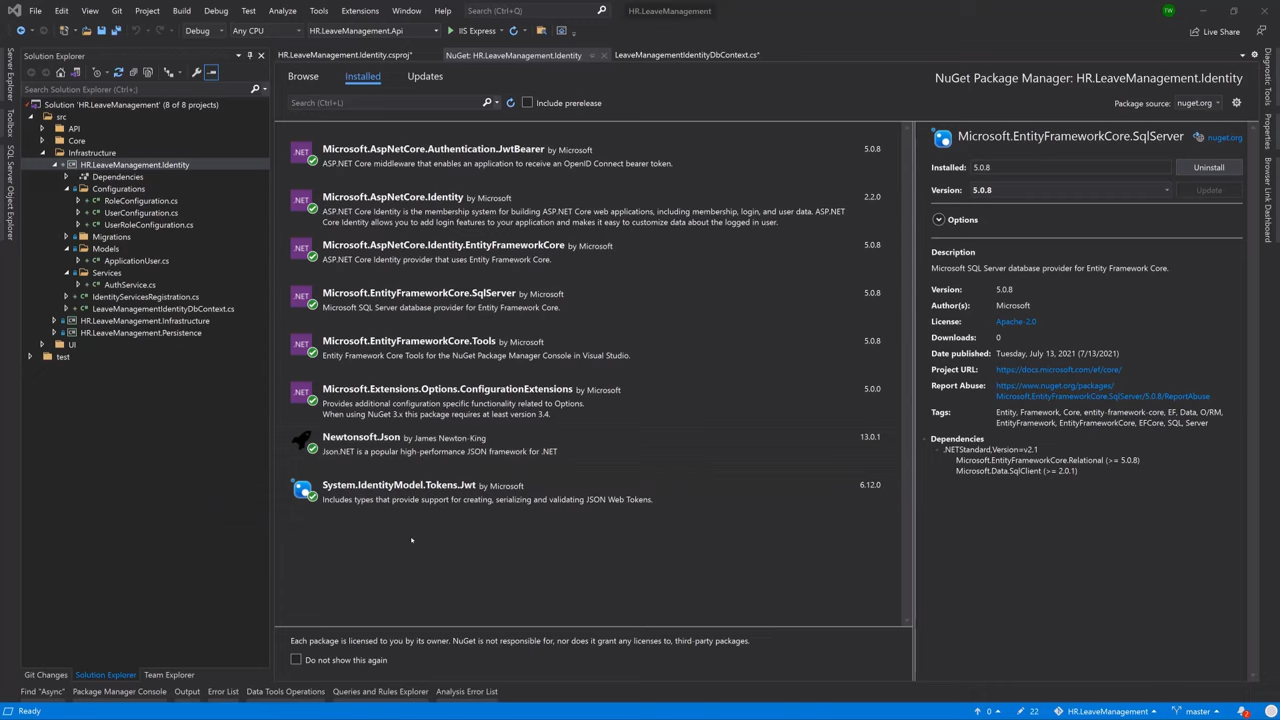 File Edit View Git Project Build Debug Test Analyze Tools Extensions Window Help Search (Ctrl+Q) HR.LeaveManagement TW
Debug Any CPU HR.LeaveManagement.Api IIS Express Live Share
Server Explorer
Toolbox
SQL Server Object Explorer
Solution Explorer
Search Solution Explorer (Ctrl+;)
Solution 'HR.LeaveManagement' (8 of 8 projects)
src
API
Core
Infrastructure
HR.LeaveManagement.Identity
Dependencies
Configurations
RoleConfiguration.cs
UserConfiguration.cs
UserRoleConfiguration.cs
Migrations
Models
ApplicationUser.cs
Services
AuthService.cs
IdentityServicesRegistration.cs
LeaveManagementIdentityDbContext.cs
HR.LeaveManagement.Infrastructure
HR.LeaveManagement.Persistence
UI
test
Git Changes Solution Explorer Team Explorer
HR.LeaveManagement.Identity.csproj* NuGet: HR.LeaveManagement.Identity LeaveManagementIdentityDbContext.cs*
Browse Installed Updates
NuGet Package Manager: HR.LeaveManagement.Identity
Search (Ctrl+L) Include prerelease
Package source: nuget.org
Microsoft.AspNetCore.Authentication.JwtBearer by Microsoft 5.0.8
ASP.NET Core middleware that enables an application to receive an OpenID Connect bearer token.
Microsoft.AspNetCore.Identity by Microsoft 2.2.0
ASP.NET Core Identity is the membership system for building ASP.NET Core web applications, including membership, login, and user data. ASP.NET
Core Identity allows you to add login features to your application and makes it easy to customize data about the logged in user.
Microsoft.AspNetCore.Identity.EntityFrameworkCore by Microsoft 5.0.8
ASP.NET Core Identity provider that uses Entity Framework Core.
Microsoft.EntityFrameworkCore.SqlServer by Microsoft 5.0.8
Microsoft SQL Server database provider for Entity Framework Core.
Microsoft.EntityFrameworkCore.Tools by Microsoft 5.0.8
Entity Framework Core Tools for the NuGet Package Manager Console in Visual Studio.
Microsoft.Extensions.Options.ConfigurationExtensions by Microsoft 5.0.0
Provides additional configuration specific functionality related to Options.
When using NuGet 3.x this package requires at least version 3.4.
Newtonsoft.Json by James Newton-King 13.0.1
Json.NET is a popular high-performance JSON framework for .NET
System.IdentityModel.Tokens.Jwt by Microsoft 6.12.0
Includes types that provide support for creating, serializing and validating JSON Web Tokens.
Each package is licensed to you by its owner. NuGet is not responsible for, nor does it grant any licenses to, third-party packages.
Do not show this again
Microsoft.EntityFrameworkCore.SqlServer nuget.org
Installed: 5.0.8 Uninstall
Version: 5.0.8 Update
Options
Description
Microsoft SQL Server database provider for Entity Framework Core.
Version: 5.0.8
Author(s): Microsoft
License: Apache-2.0
Downloads: 0
Date published: Tuesday, July 13, 2021 (7/13/2021)
Project URL: https://docs.microsoft.com/ef/core/
Report Abuse: https://www.nuget.org/packages/
Microsoft.EntityFrameworkCore.SqlServer/5.0.8/ReportAbuse
Tags: Entity, Framework, Core, entity-framework-core, EF, Data, O/RM,
EntityFramework, EntityFrameworkCore, EFCore, SQL, Server
Dependencies
.NETStandard,Version=v2.1
Microsoft.EntityFrameworkCore.Relational (>= 5.0.8)
Microsoft.Data.SqlClient (>= 2.0.1)
Diagnostic Tools
Properties
Browser Link Dashboard
Find "Async" Package Manager Console Output Error List Data Tools Operations Queries and Rules Explorer Analysis Error List
Ready 0 22 HR.LeaveManagement master 2